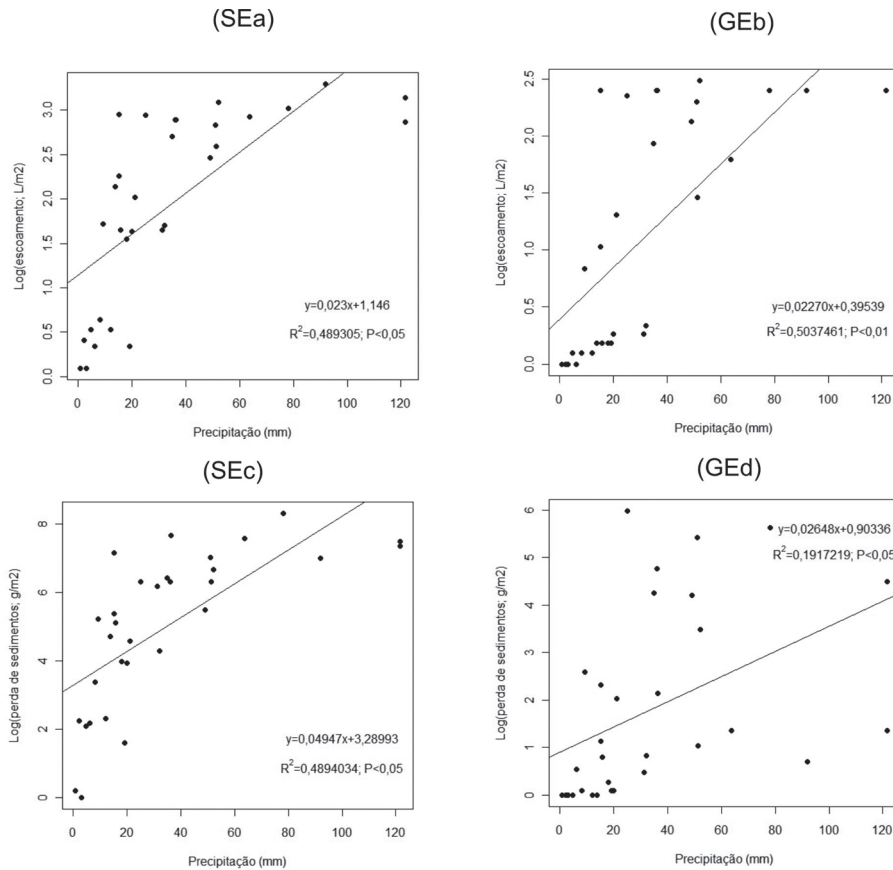 (SEa)
Log(escoamento; L/m2)
3.0
2.5
2.0
1.5
1.0
0.5
0.0
y=0,023x+1,146
R²=0,489305; P<0,05
0 20 40 60 80 100 120
Precipitação (mm)
(GEb)
Log(escoamento; L/m2)
2.5
2.0
1.5
1.0
0.5
0.0
y=0,02270x+0,39539
R²=0,5037461; P<0,01
0 20 40 60 80 100 120
Precipitação (mm)
(SEc)
Log(perda de sedimentos; g/m2)
8
6
4
2
0
y=0,04947x+3,28993
R²=0,4894034; P<0,05
0 20 40 60 80 100 120
Precipitação (mm)
(GEd)
Log(perda de sedimentos; g/m2)
6
5
4
3
2
1
0
y=0,02648x+0,90336
R²=0,1917219; P<0,05
0 20 40 60 80 100 120
Precipitação (mm)